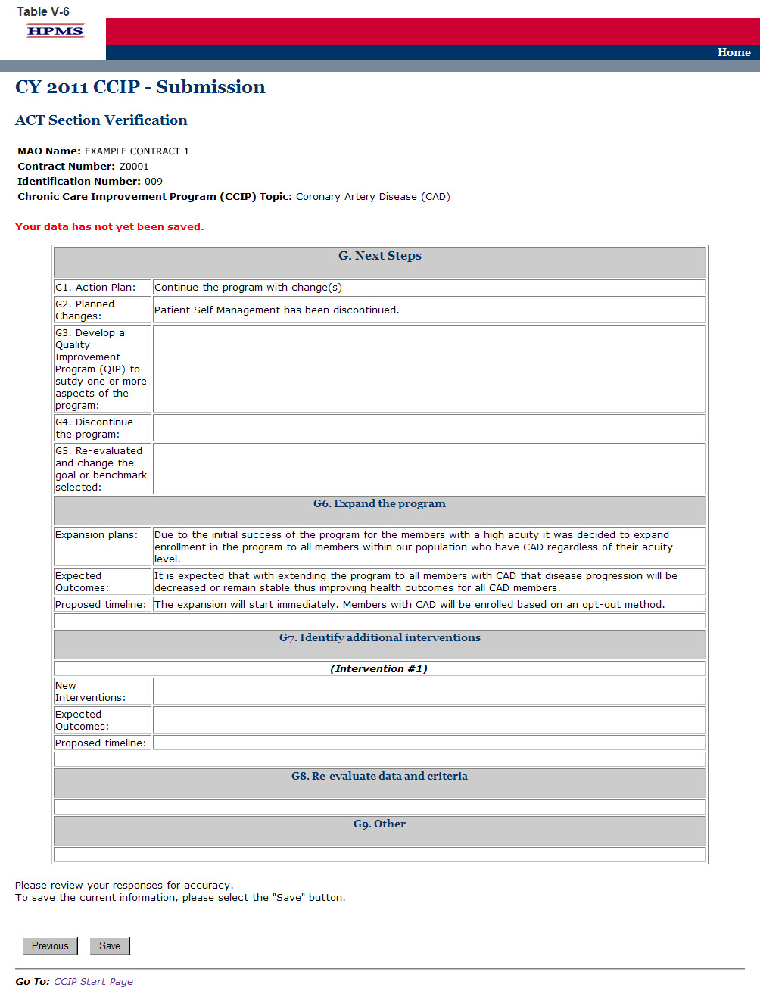 Table V-6
HPMS
Home
CY 2011 CCIP - Submission
ACT Section Verification
MAO Name: EXAMPLE CONTRACT 1
Contract Number: Z0001
Identification Number: 009
Chronic Care Improvement Program (CCIP) Topic: Coronary Artery Disease (CAD)
Your data has not yet been saved.
G. Next Steps
G1. Action Plan: Continue the program with change(s)
G2. Planned
Changes:
Patient Self Management has been discontinued.
G3. Develop a
Quality
Improvement
Program (QIP) to
sutdy one or more
aspects of the
program:
G4. Discontinue
the program:
G5. Re-evaluated
and change the
goal or benchmark
selected:
G6. Expand the program
Expansion plans:
Due to the initial success of the program for the members with a high acuity it was decided to expand
enrollment in the program to all members within our population who have CAD regardless of their acuity
level.
Expected
Outcomes:
It is expected that with extending the program to all members with CAD that disease progression will be
decreased or remain stable thus improving health outcomes for all CAD members.
Proposed timeline: The expansion will start immediately. Members with CAD will be enrolled based on an opt-out method.
G7. Identify additional interventions
(Intervention #1)
New
Interventions:
Expected
Outcomes:
Proposed timeline:
G8. Re-evaluate data and criteria
G9. Other
Please review your responses for accuracy.
To save the current information, please select the "Save" button.
Previous Save
Go To: CCIP Start Page